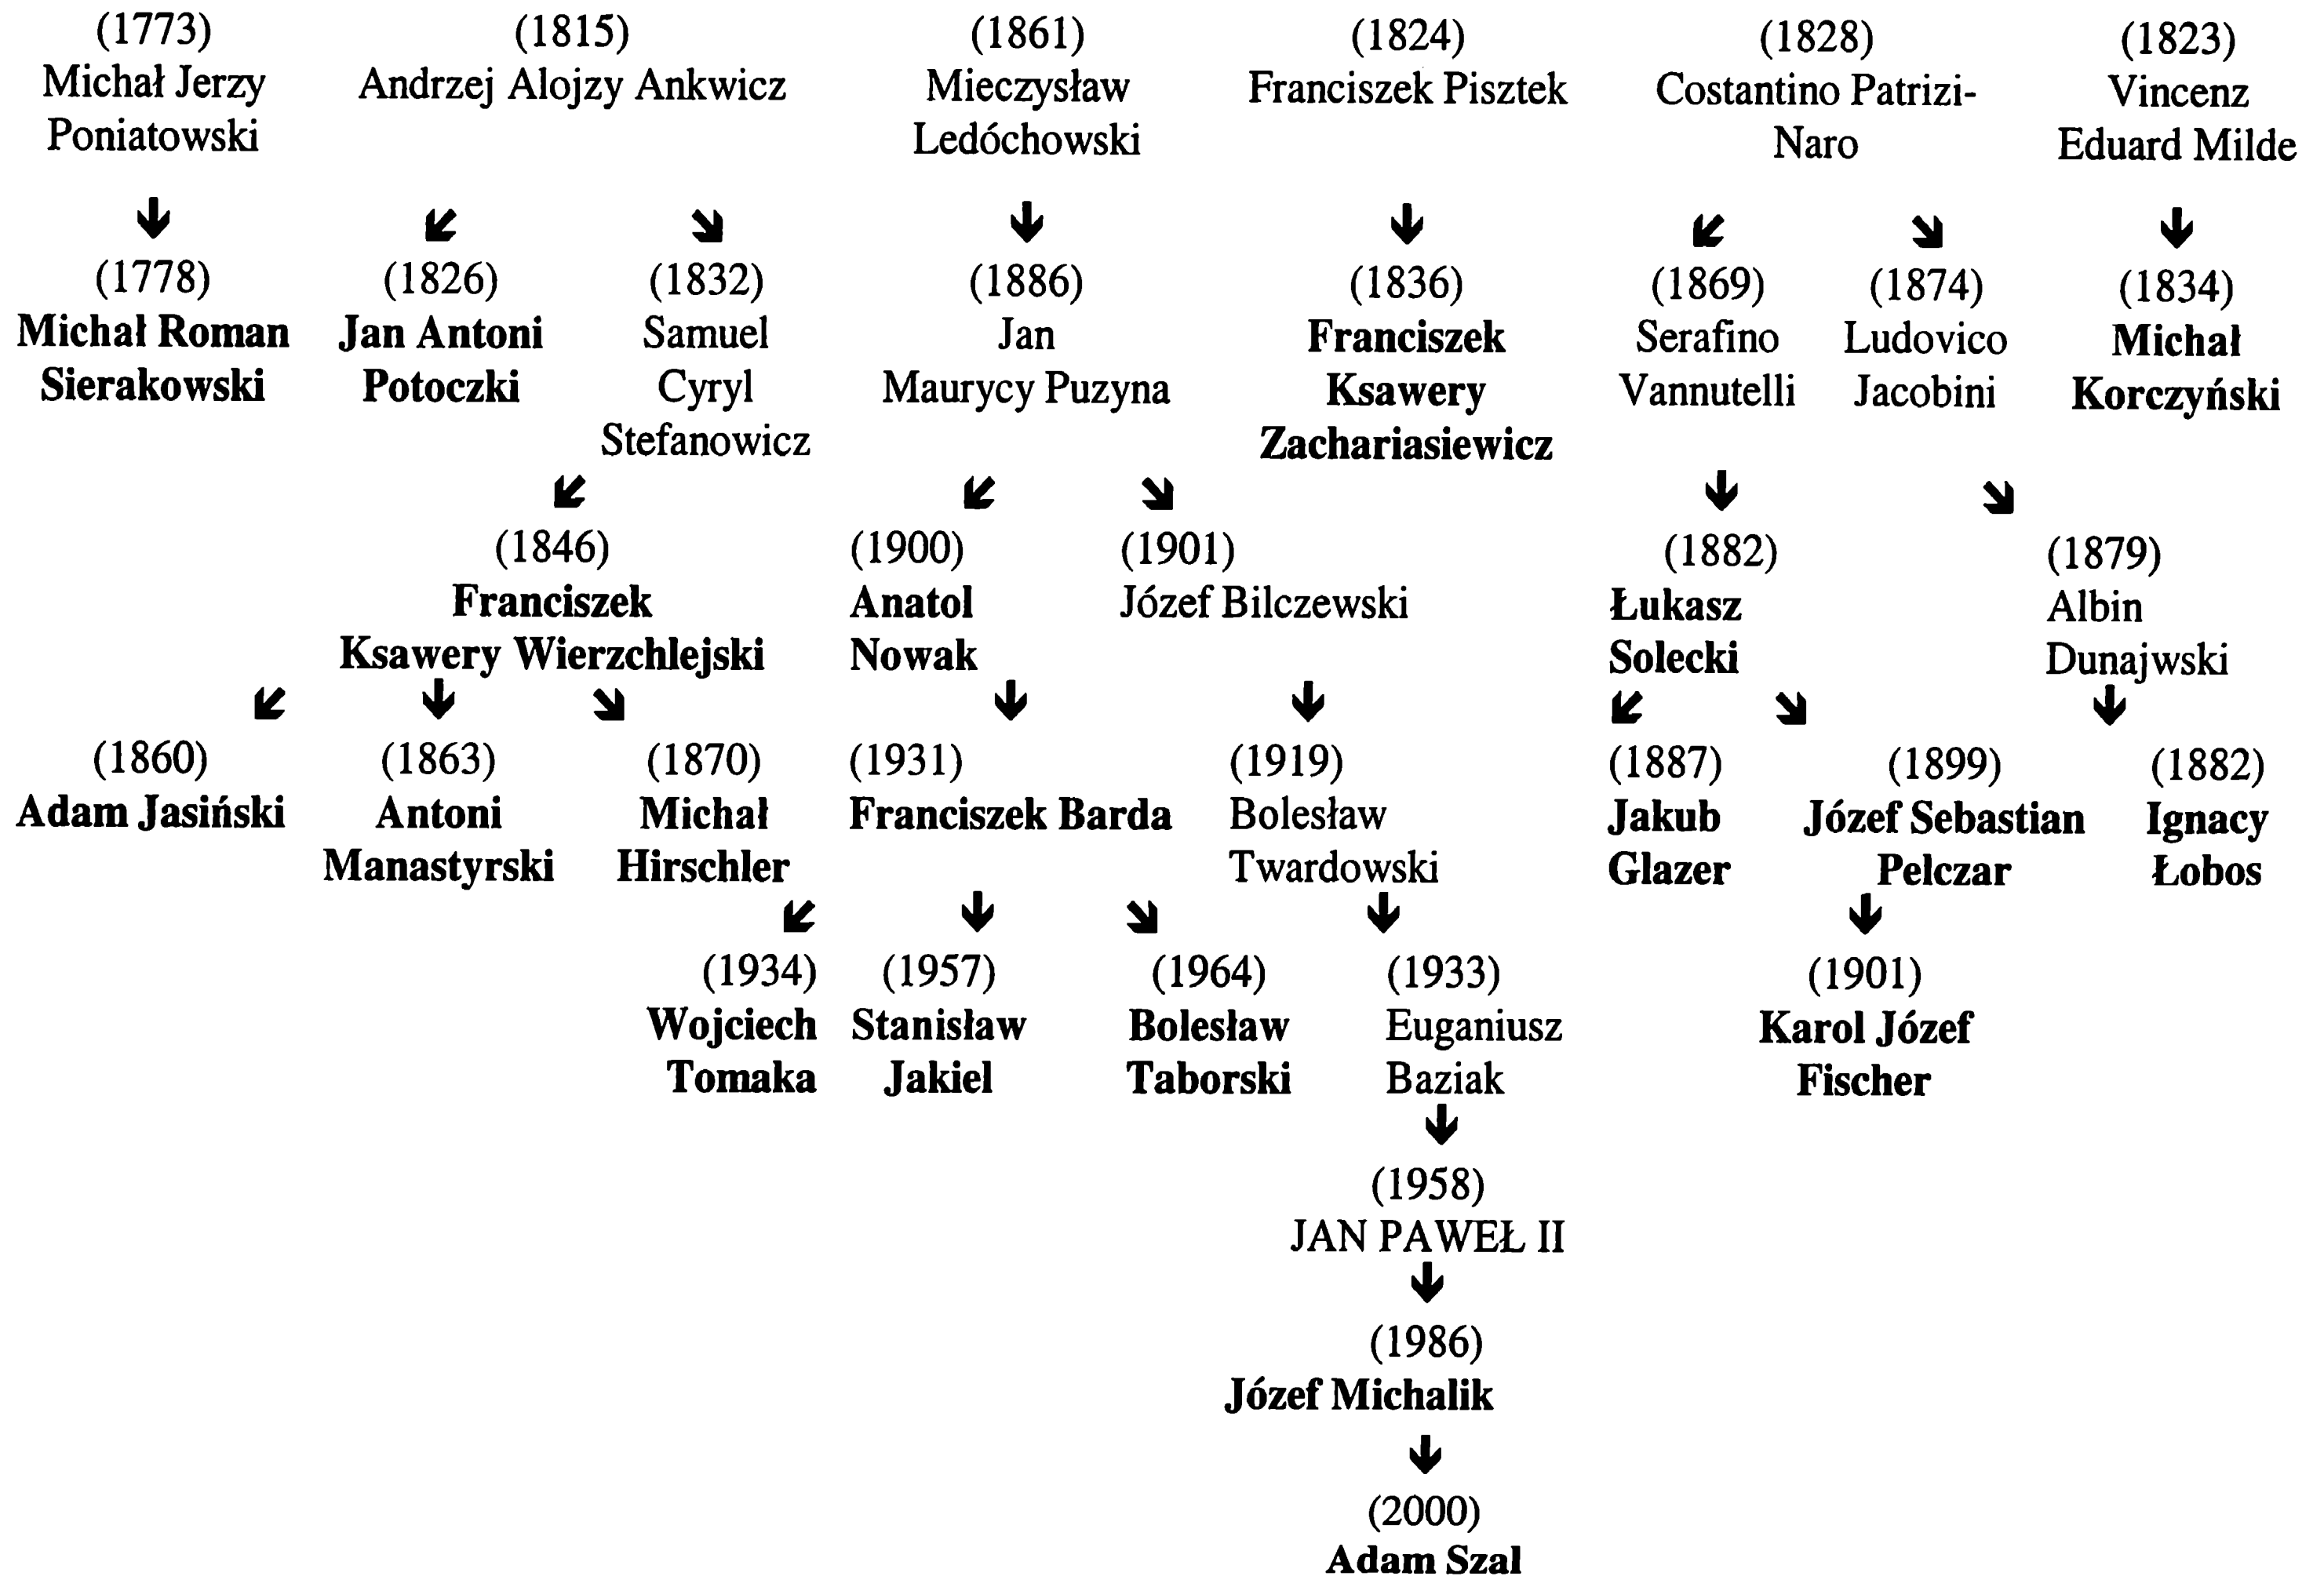 (1773)
Michał Jerzy
Poniatowski
(1815)
Andrzej Alojzy Ankwicz
(1861)
Mieczysław
Ledóchowski
(1824)
Franciszek Pisztek
(1828)
Costantino Patrizi-
Naro
(1823)
Vincenz
Eduard Milde
(1778)
Michał Roman
Sierakowski
(1826)
Jan Antoni
Potoczki
(1832)
Samuel
Cyryl
Stefanowicz
(1886)
Jan
Maurycy Puzyna
(1836)
Franciszek
Ksawery
Zachariasiewicz
(1869)
Serafino
Vannutelli
(1874)
Ludovico
Jacobini
(1834)
Michał
Korczyński
(1846)
Franciszek
Ksawery Wierzchlejski
(1900)
Anatol
Nowak
(1901)
Józef Bilczewski
(1882)
Łukasz
Solecki
(1879)
Albin
Dunajwski
(1860)
Adam Jasiński
(1863)
Antoni
Manastyrski
(1870)
Michał
Hirschler
(1931)
Franciszek Barda
(1919)
Bolesław
Twardowski
(1887)
Jakub
Glazer
(1899)
Józef Sebastian
Pelczar
(1882)
Ignacy
Łobos
(1934)
Wojciech
Tomaka
(1957)
Stanisław
Jakiel
(1964)
Bolesław
Taborski
(1933)
Euganiusz
Baziak
(1901)
Karol Józef
Fischer
(1958)
JAN PAWEŁ II
(1986)
Józef Michalik
(2000)
Adam Szal